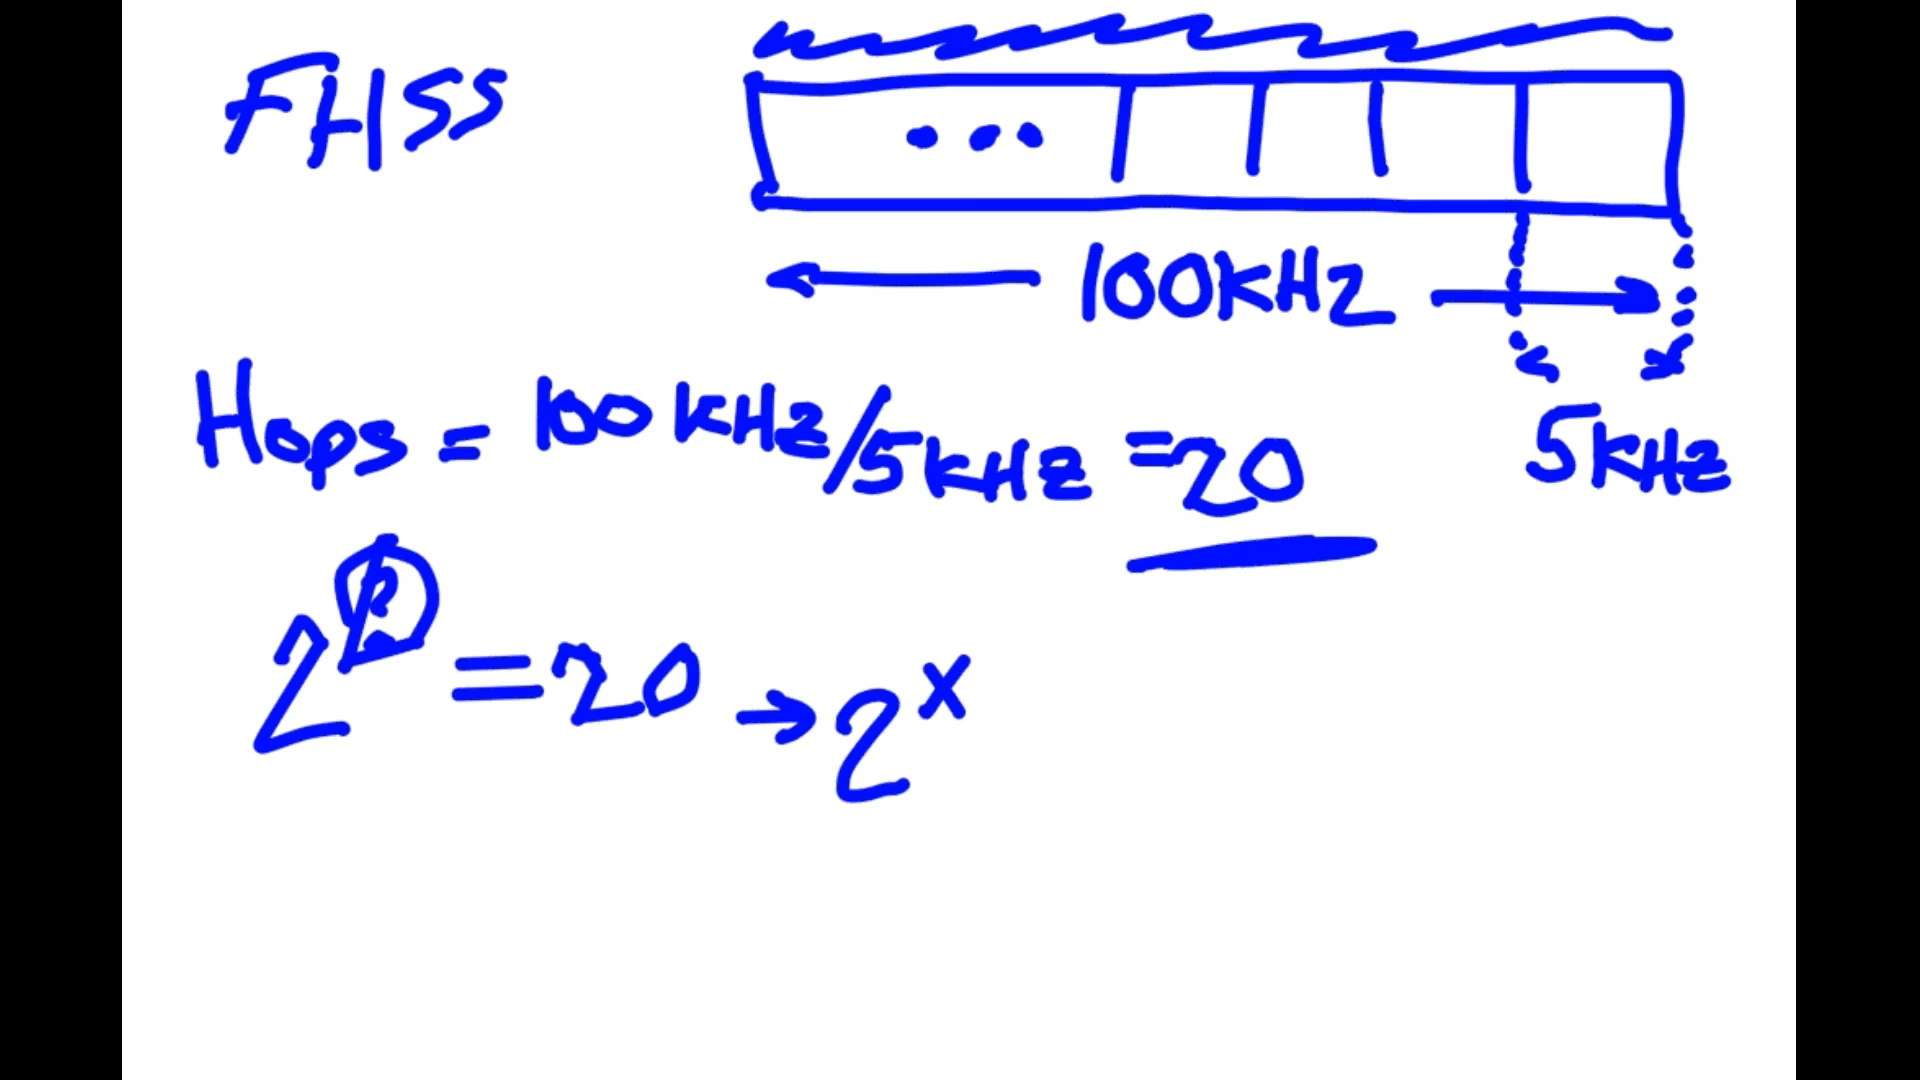 FHSS
100KHz
5KHz
Hops = 100KHz/5KHz = 20
2^? = 20 → 2^x